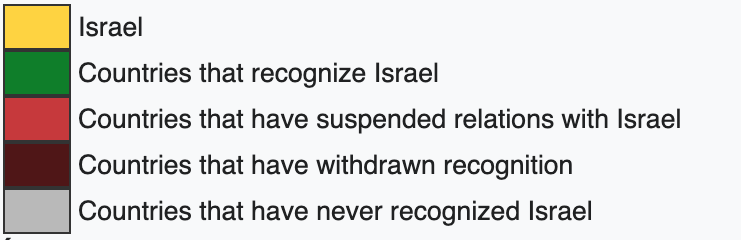 Israel
Countries that recognize Israel
Countries that have suspended relations with Israel
Countries that have withdrawn recognition
Countries that have never recognized Israel